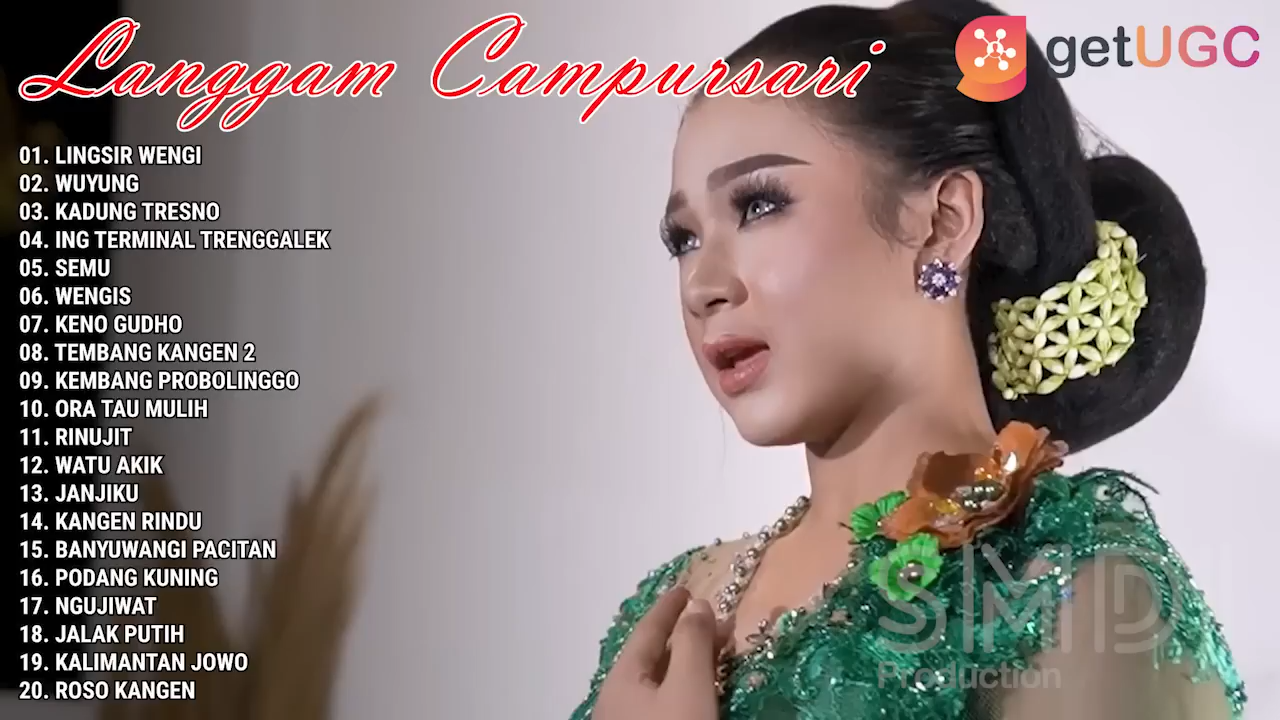 Langgam Campursari
getUGC
01. LINGSIR WENGI
02. WUYUNG
03. KADUNG TRESNO
04. ING TERMINAL TRENGGALEK
05. SEMU
06. WENGIS
07. KENO GUDHO
08. TEMBANG KANGEN 2
09. KEMBANG PROBOLINGGO
10. ORA TAU MULIH
11. RINUJIT
12. WATU AKIK
13. JANJIKU
14. KANGEN RINDU
15. BANYUWANGI PACITAN
16. PODANG KUNING
17. NGUJIWAT
18. JALAK PUTIH
19. KALIMANTAN JOWO
20. ROSO KANGEN
SMD
Production